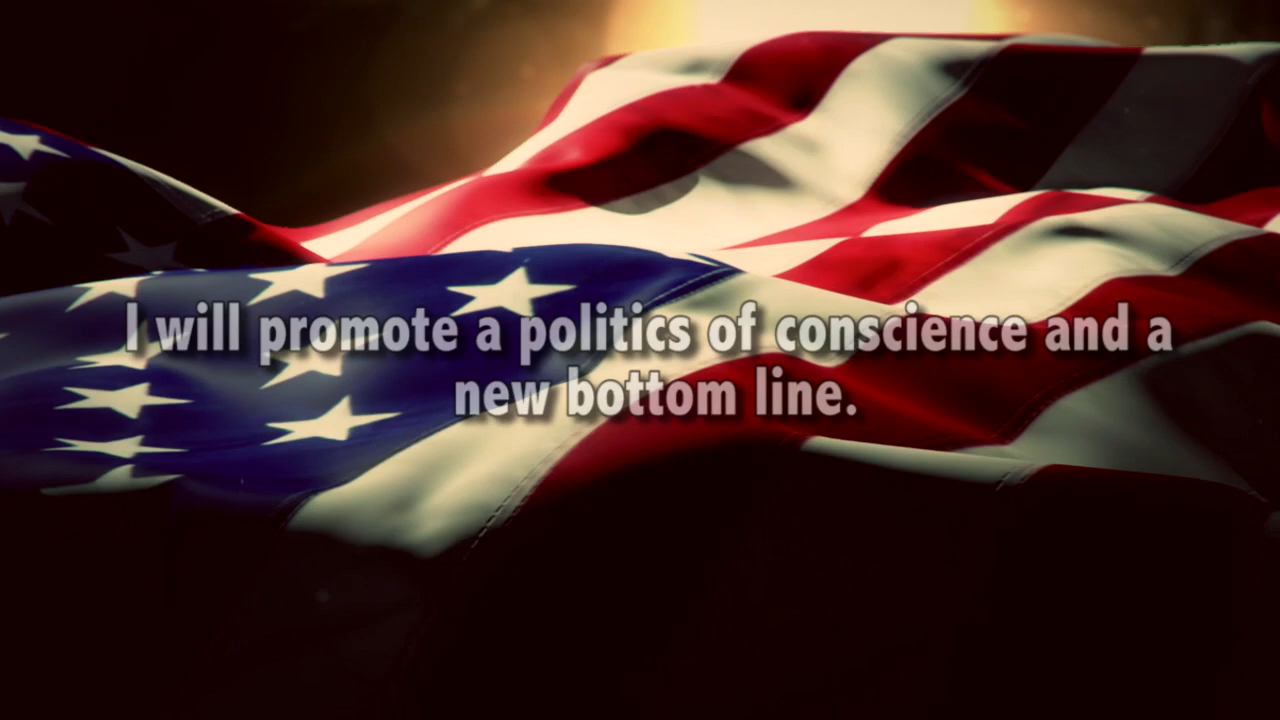 I will promote a politics of conscience and a
new bottom line.